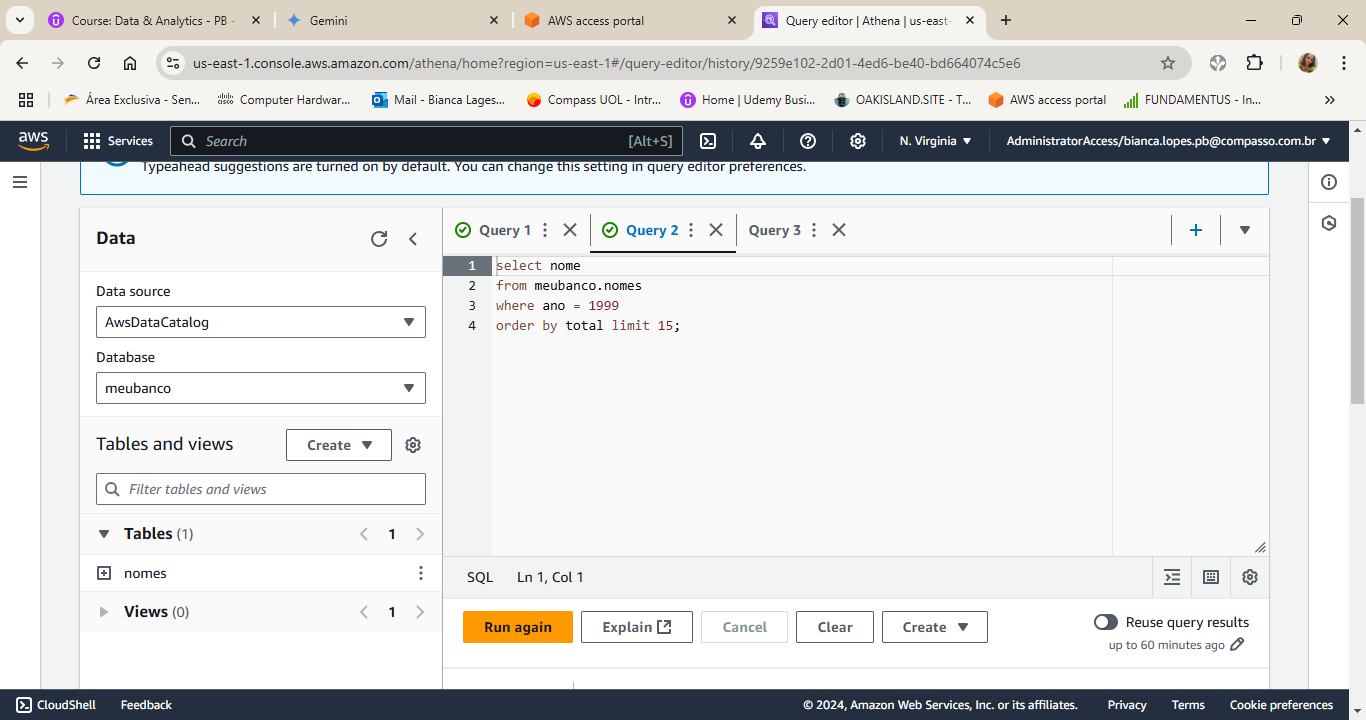 Course: Data & Analytics - PB -
Gemini
AWS access portal
Query editor | Athena | us-east-
us-east-1.console.aws.amazon.com/athena/home?region=us-east-1#/query-editor/history/9259e102-2d01-4ed6-be40-bd664074c5e6
Área Exclusiva - Sen...
Computer Hardwar...
Mail - Bianca Lages...
Compass UOL - Intr...
Home | Udemy Busi...
OAKISLAND.SITE - T...
AWS access portal
FUNDAMENTUS - In...
aws
Services
Search
[Alt+S]
N. Virginia
AdministratorAccess/bianca.lopes.pb@compasso.com.br
Typeahead suggestions are turned on by default. You can change this setting in query editor preferences.
Data
Data source
AwsDataCatalog
Database
meubanco
Tables and views
Create
Filter tables and views
Tables (1)
1
nomes
Views (0)
1
Query 1
Query 2
Query 3
1 select nome
2 from meubanco.nomes
3 where ano = 1999
4 order by total limit 15;
SQL
Ln 1, Col 1
Run again
Explain
Cancel
Clear
Create
Reuse query results
up to 60 minutes ago
CloudShell
Feedback
© 2024, Amazon Web Services, Inc. or its affiliates.
Privacy
Terms
Cookie preferences